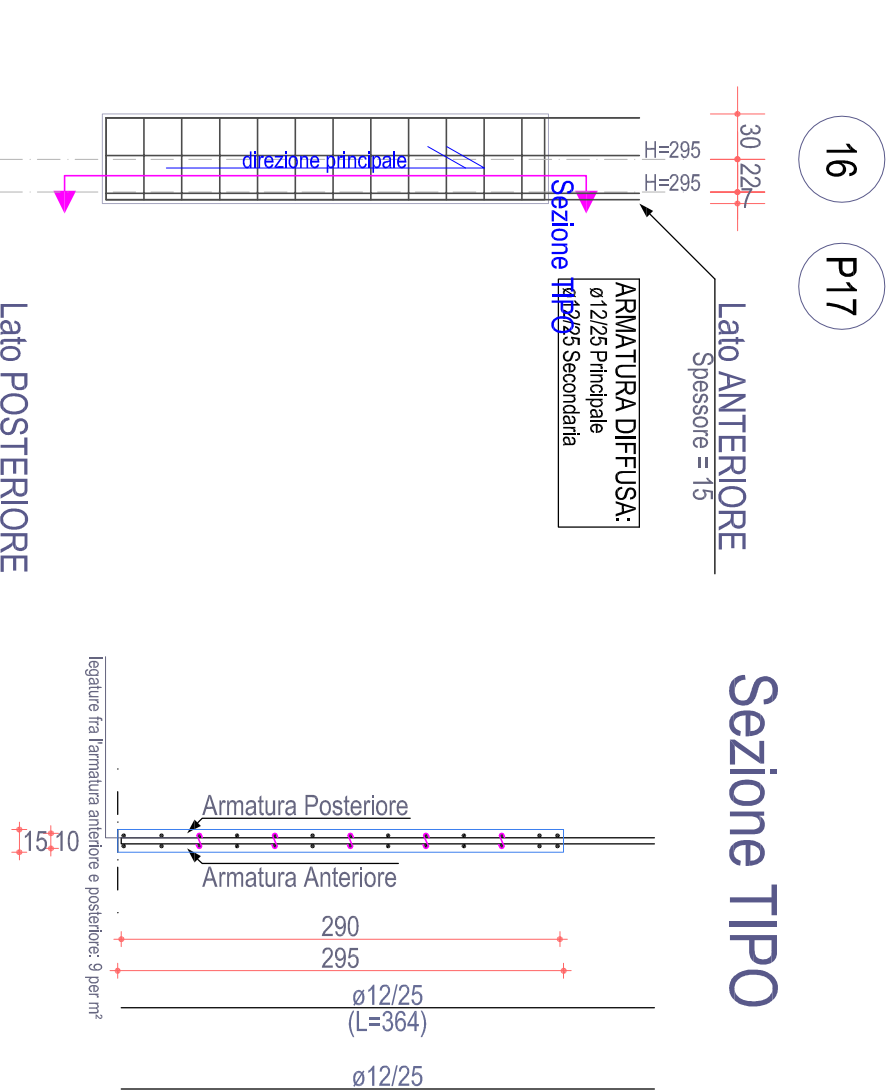 16
P17
30
22
7
H=295
H=295
direzione principale
Sezione TIPO
ARMATURA DIFFUSA:
ø12/25 Principale
ø12/25 Secondaria
Lato ANTERIORE
Spessore = 15
Lato POSTERIORE
Sezione TIPO
legature fra l'armatura anteriore e posteriore: 9 per m²
Armatura Posteriore
15
10
Armatura Anteriore
290
295
ø12/25
(L=364)
ø12/25